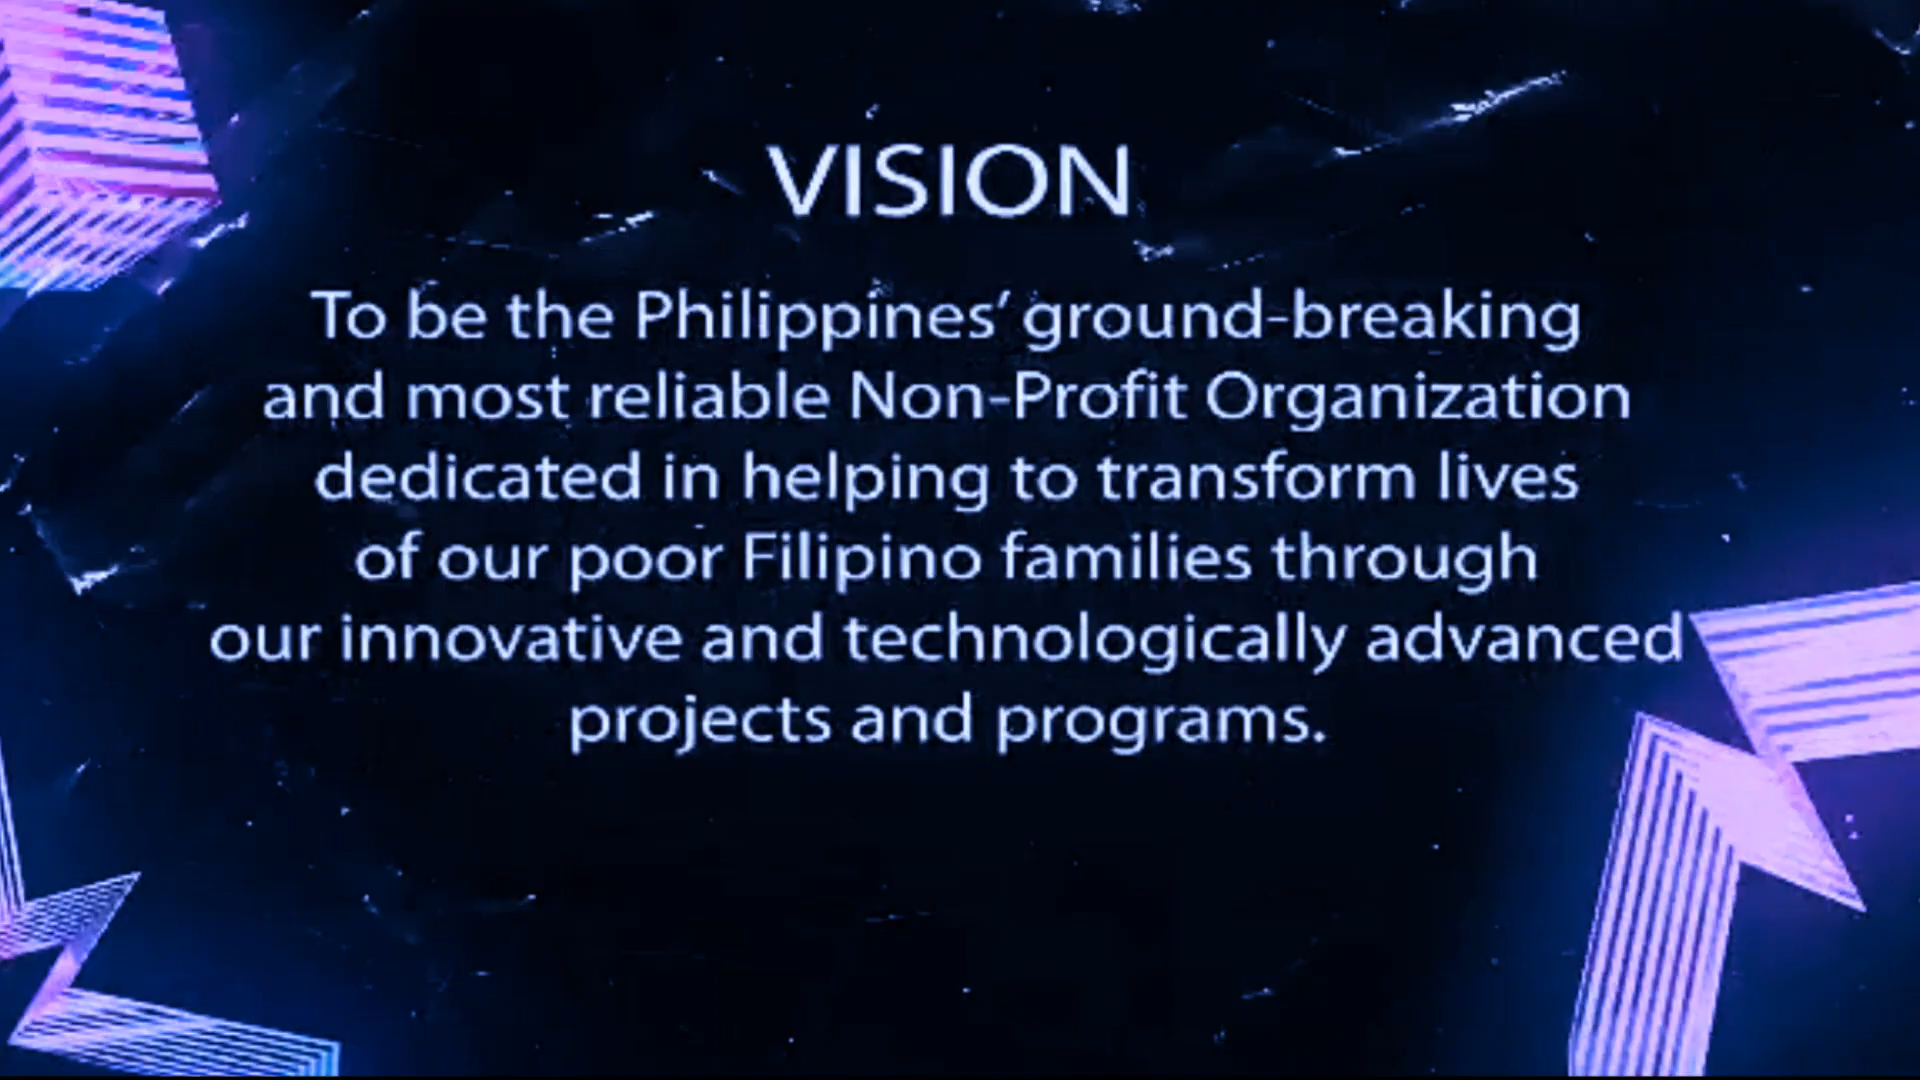 VISION
To be the Philippines’ ground-breaking
and most reliable Non-Profit Organization
dedicated in helping to transform lives
of our poor Filipino families through
our innovative and technologically advanced
projects and programs.